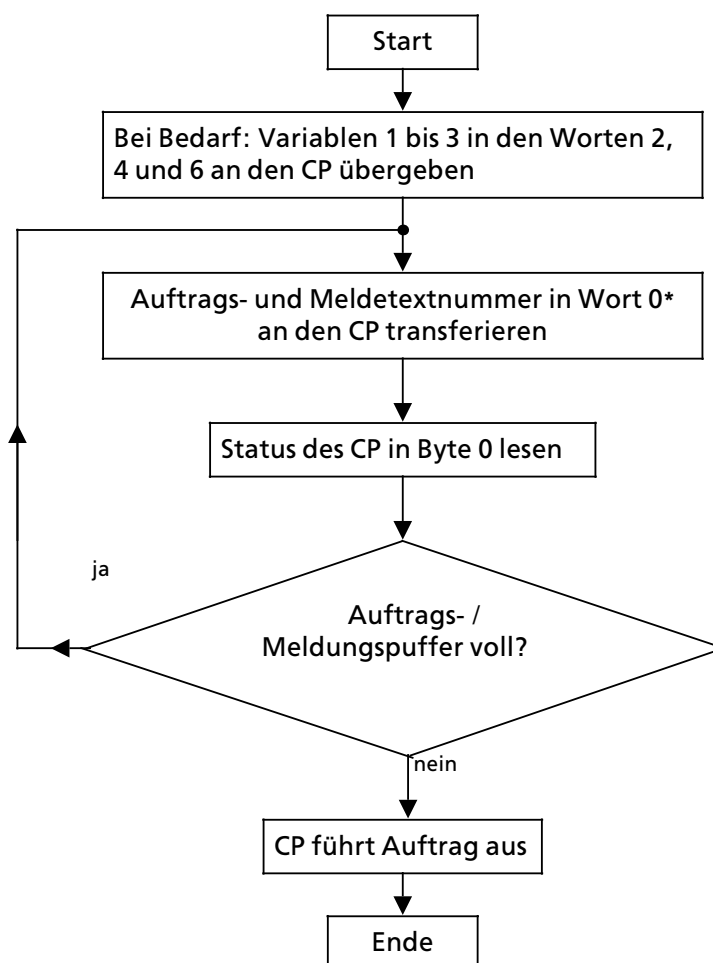 Start
Bei Bedarf: Variablen 1 bis 3 in den Worten 2,
4 und 6 an den CP übergeben
Auftrags- und Meldetextnummer in Wort 0*
an den CP transferieren
Status des CP in Byte 0 lesen
ja
Auftrags- /
Meldungspuffer voll?
nein
CP führt Auftrag aus
Ende